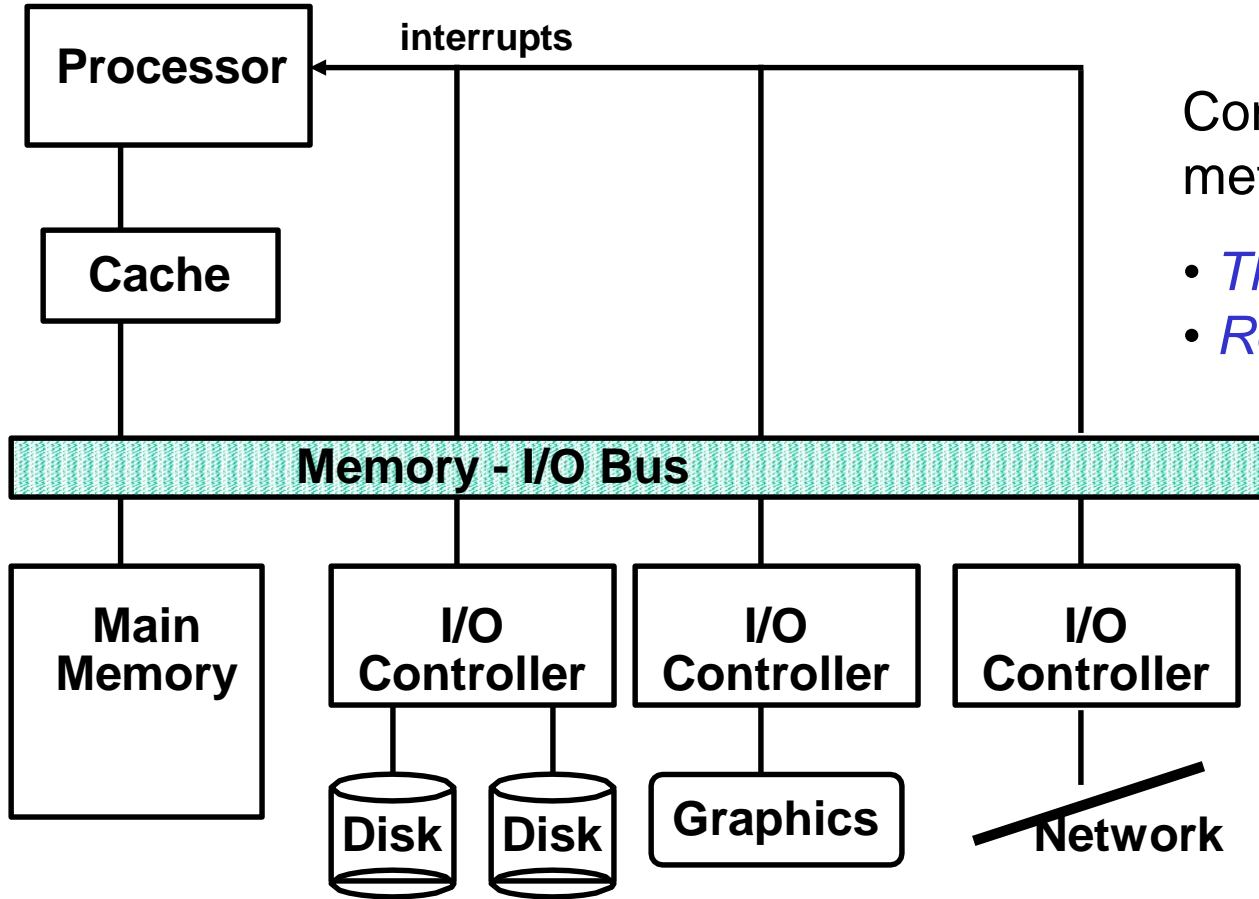 interrupts
Processor
Cache
Memory - I/O Bus
Main
Memory
I/O
Controller
I/O
Controller
I/O
Controller
Disk
Disk
Graphics
Network